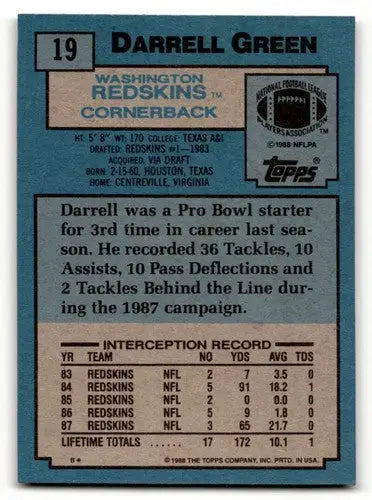 19 DARRELL GREEN
WASHINGTON
REDSKINS TM
CORNERBACK
HT: 5' 8" WT: 170 COLLEGE: TEXAS A&I
DRAFTED: REDSKINS #1—1983
ACQUIRED: VIA DRAFT
BORN: 2-15-60, HOUSTON, TEXAS
HOME: CENTREVILLE, VIRGINIA
NATIONAL FOOTBALL LEAGUE
PLAYERS ASSOCIATION
© 1988 NFLPA
Topps®
Darrell was a Pro Bowl starter
for 3rd time in career last sea-
son. He recorded 36 Tackles, 10
Assists, 10 Pass Deflections and
2 Tackles Behind the Line dur-
ing the 1987 campaign.
INTERCEPTION RECORD
YR TEAM NO YDS AVG TDS
83 REDSKINS NFL 2 7 3.5 0
84 REDSKINS NFL 5 91 18.2 1
85 REDSKINS NFL 2 0 0.0 0
86 REDSKINS NFL 5 9 1.8 0
87 REDSKINS NFL 3 65 21.7 0
LIFETIME TOTALS 17 172 10.1 1
B* © 1988 THE TOPPS COMPANY, INC. PRTD. IN U.S.A.